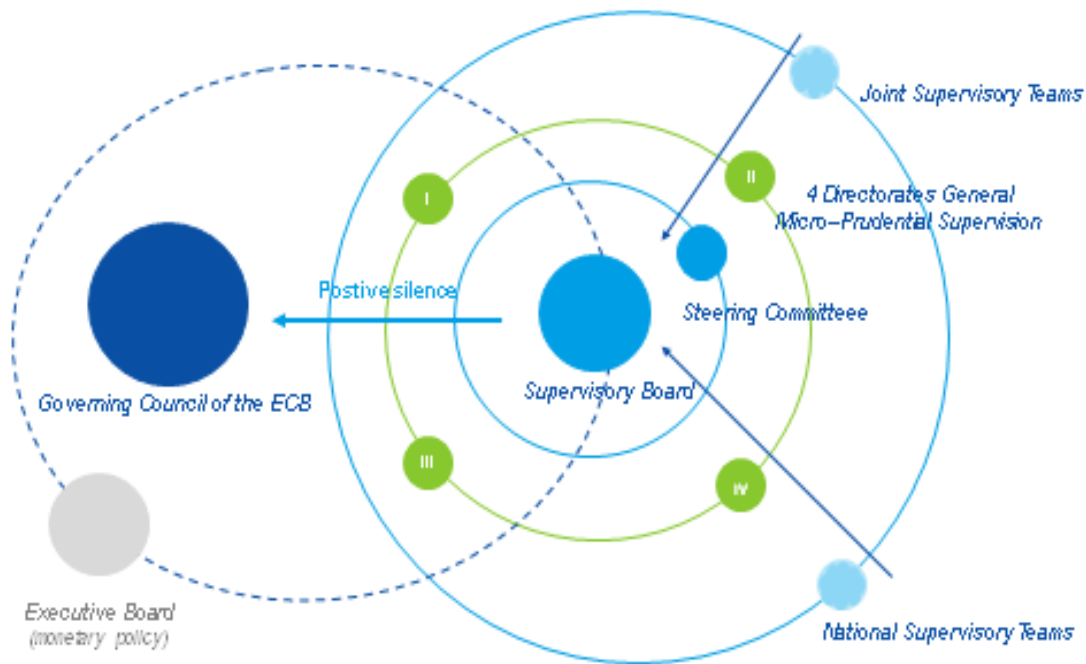 Joint Supervisory Teams
I
II
4 Directorates General
Micro-Prudential Supervision
Postive silence
Steering Committeee
Supervisory Board
Governing Council of the ECB
III
IV
Executive Board
(monetary policy)
National Supervisory Teams